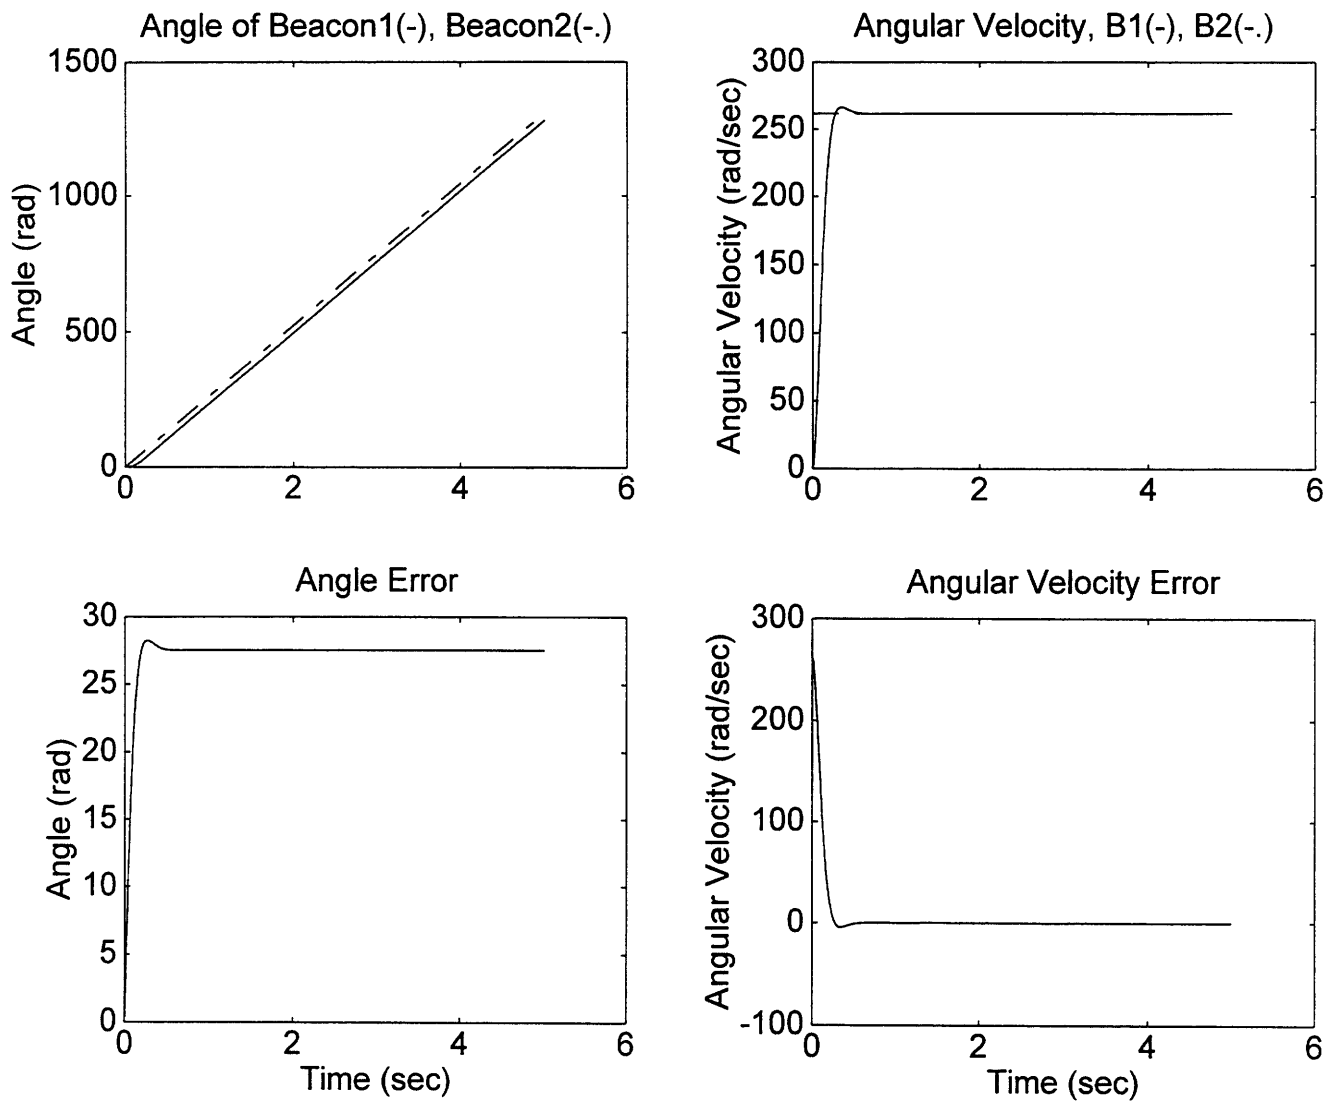 Angle of Beacon1(-), Beacon2(-.)
1500
1000
500
0
Angle (rad)
0 2 4 6
Angular Velocity, B1(-), B2(-.)
300
250
200
150
100
50
0
Angular Velocity (rad/sec)
0 2 4 6
Angle Error
30
25
20
15
10
5
0
Angle (rad)
0 2 4 6
Time (sec)
Angular Velocity Error
300
200
100
0
-100
Angular Velocity (rad/sec)
0 2 4 6
Time (sec)